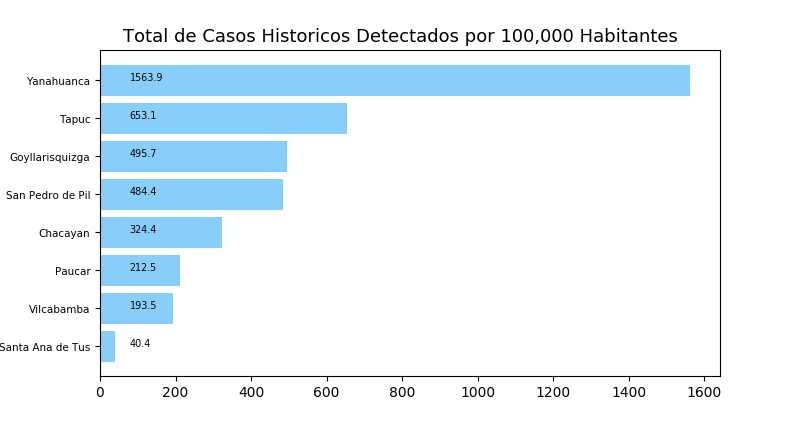 Total de Casos Historicos Detectados por 100,000 Habitantes
Yanahuanca 1563.9
Tapuc 653.1
Goyllarisquizga 495.7
San Pedro de Pil 484.4
Chacayan 324.4
Paucar 212.5
Vilcabamba 193.5
Santa Ana de Tus 40.4
0 200 400 600 800 1000 1200 1400 1600